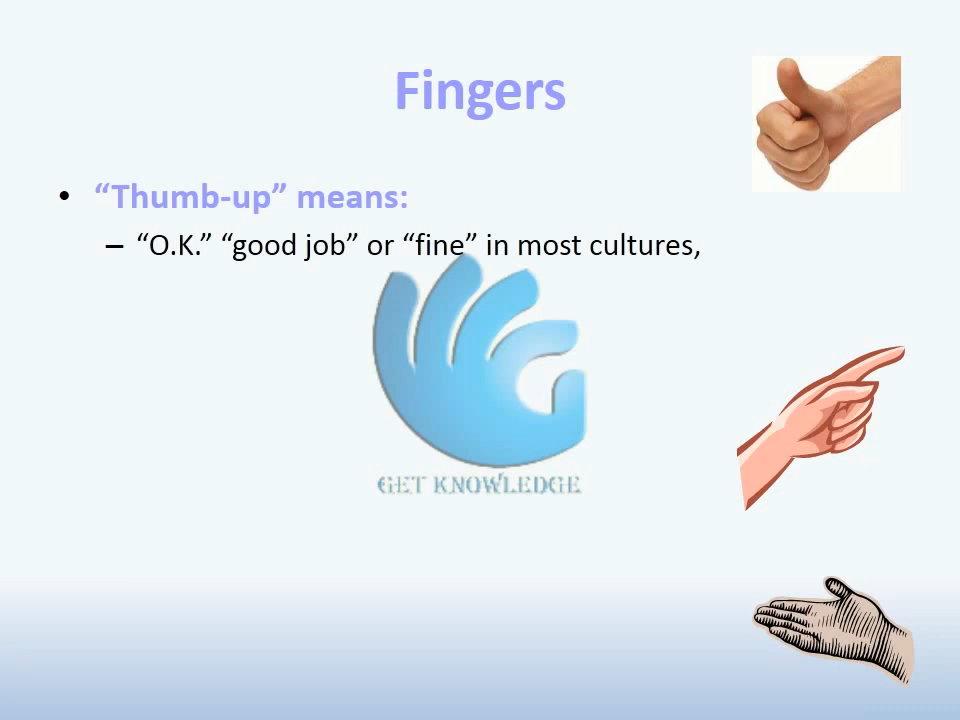 Fingers
• “Thumb-up” means:
– “O.K.” “good job” or “fine” in most cultures,
GET KNOWLEDGE